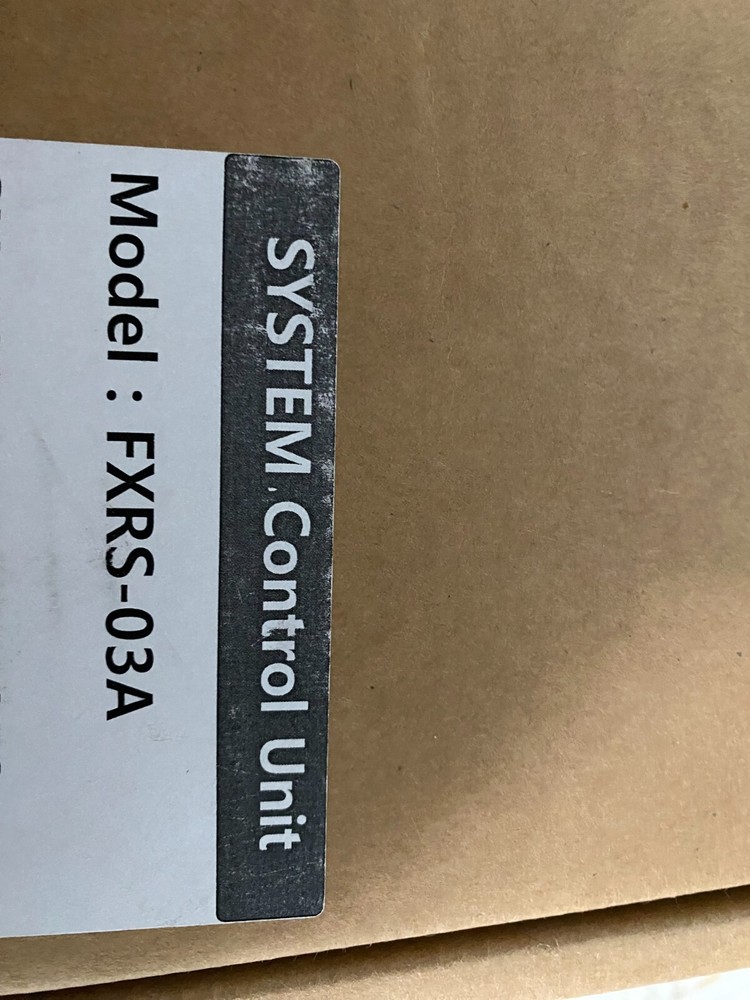 SYSTEM Control Unit
Model : FXRS-03A